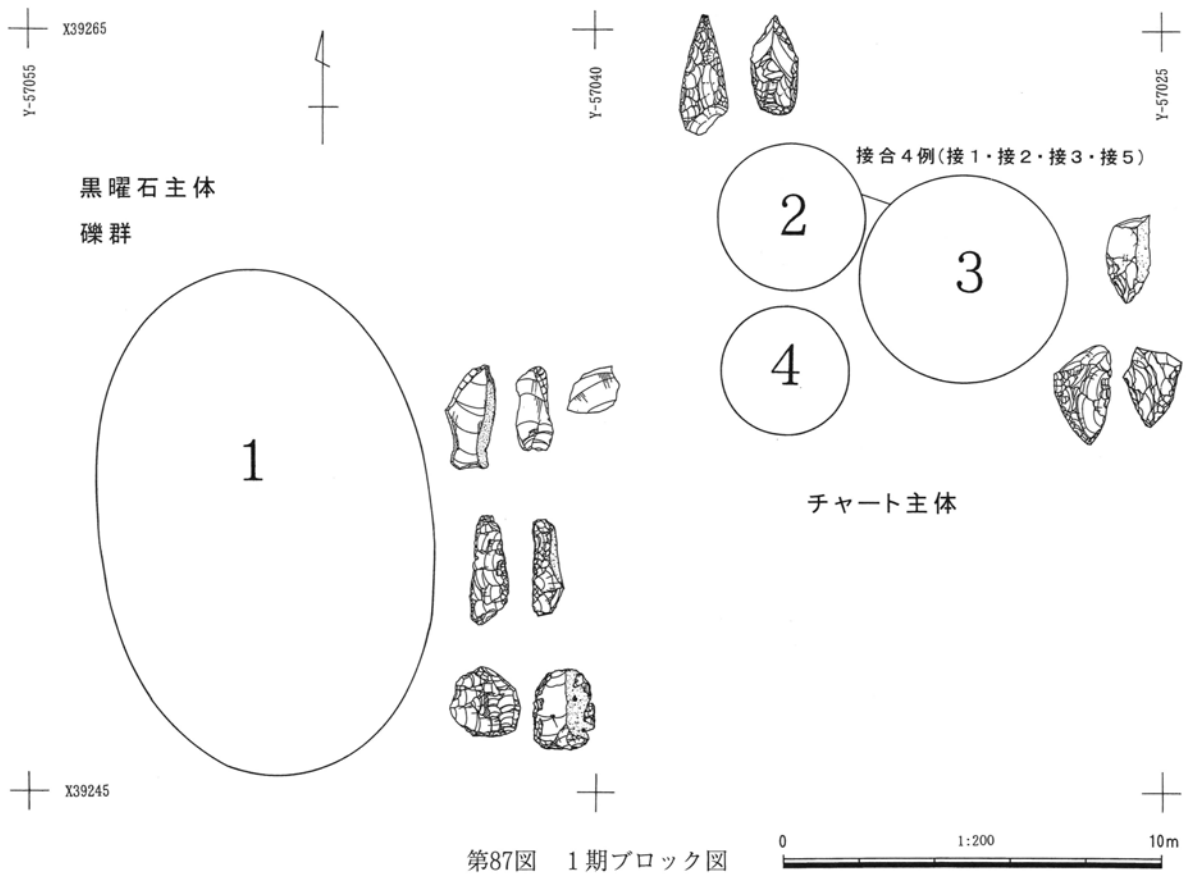 X39265
Y-57055
Y-57040
Y-57025
接合4例(接1・接2・接3・接5)
黒曜石主体
礫群
2
3
4
1
チャート主体
X39245
第87図 1期ブロック図
0 1:200 10m